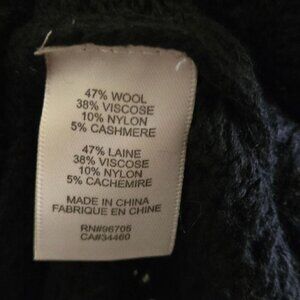 47% WOOL
38% VISCOSE
10% NYLON
5% CASHMERE
47% LAINE
38% VISCOSE
10% NYLON
5% CACHEMIRE
MADE IN CHINA
FABRIQUE EN CHINE
RN#96705
CA#34460